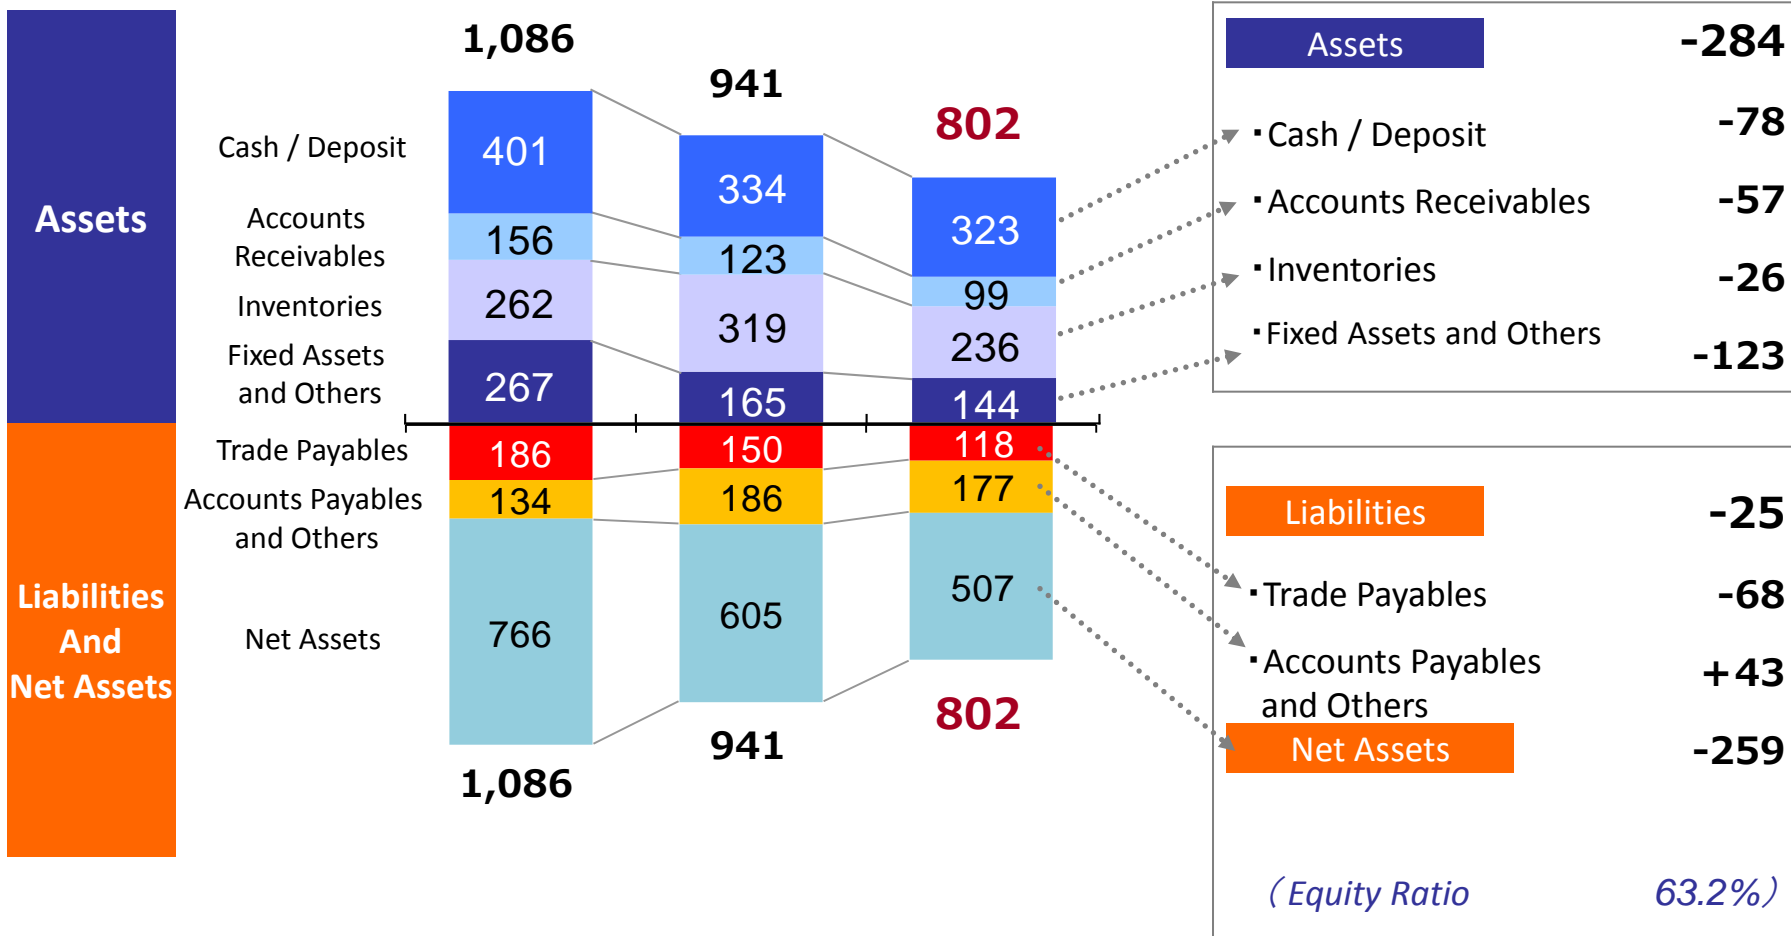 Assets
Liabilities
And
Net Assets
Cash / Deposit
Accounts
Receivables
Inventories
Fixed Assets
and Others
Trade Payables
Accounts Payables
and Others
Net Assets
1,086
401
156
262
267
186
134
766
1,086
941
334
123
319
165
150
186
605
941
802
323
99
236
144
118
177
507
802
Assets -284
・Cash / Deposit -78
・Accounts Receivables -57
・Inventories -26
・Fixed Assets and Others -123
Liabilities -25
・Trade Payables -68
・Accounts Payables
and Others +43
Net Assets -259
（Equity Ratio 63.2%）